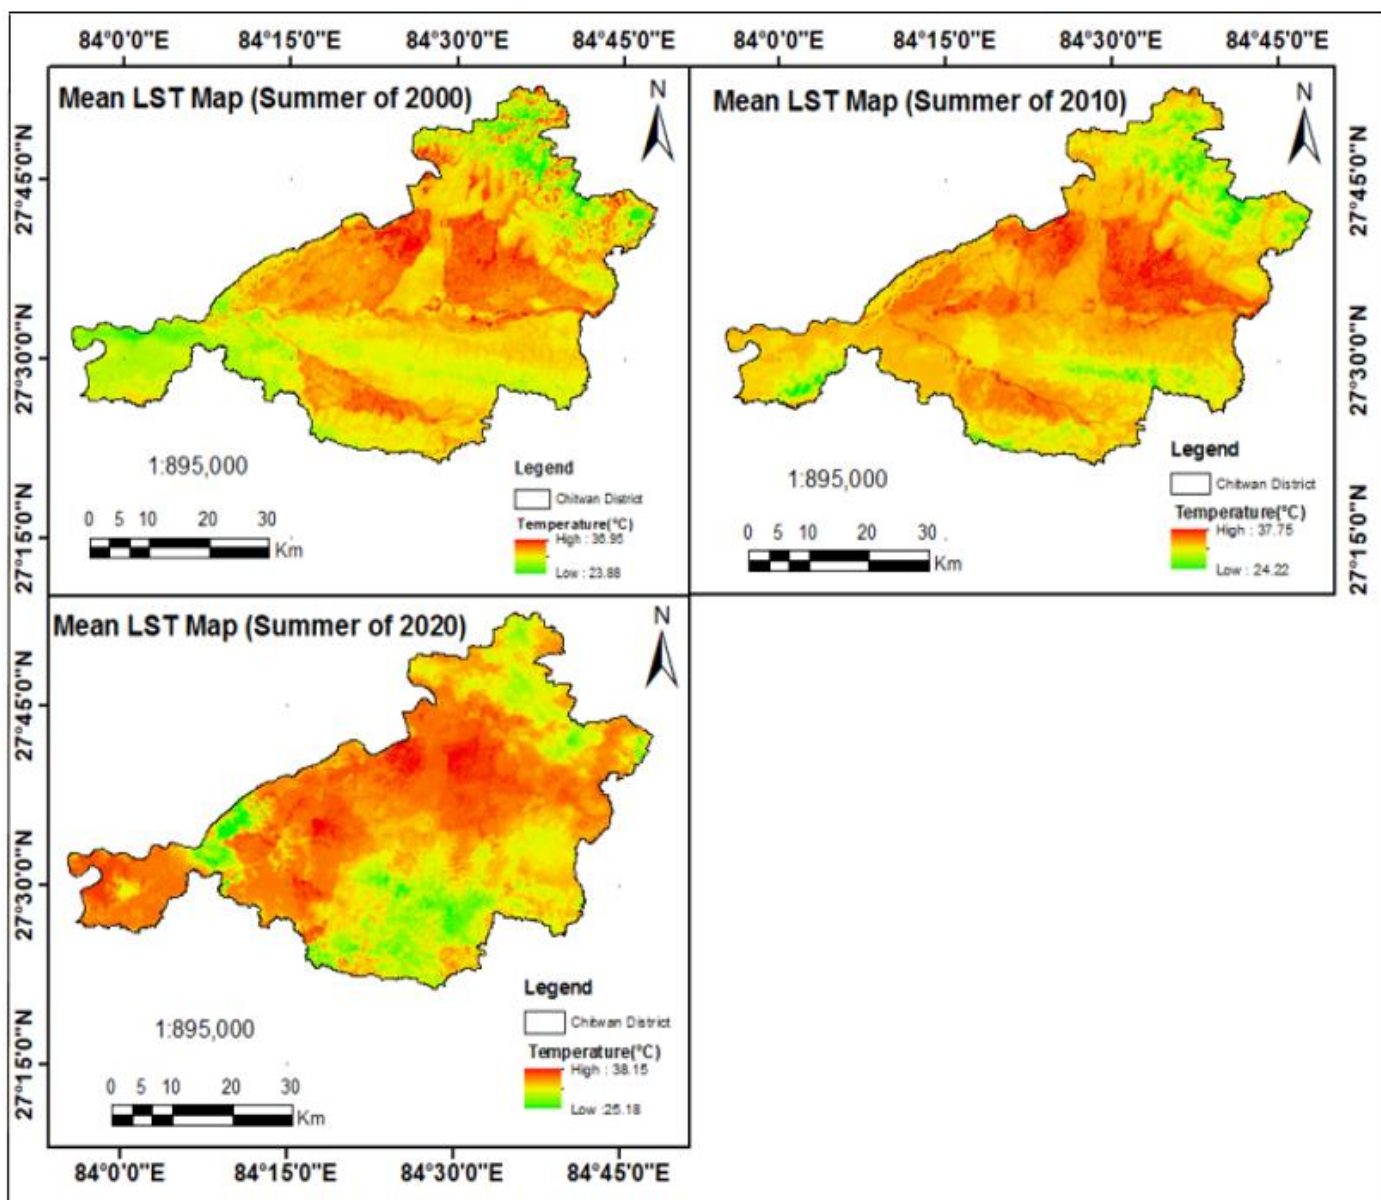 84°0'0"E 84°15'0"E 84°30'0"E 84°45'0"E 84°0'0"E 84°15'0"E 84°30'0"E 84°45'0"E
Mean LST Map (Summer of 2000)
N
27°45'0"N
27°30'0"N
27°15'0"N
1:895,000
0 5 10 20 30
Km
Legend
Chitwan District
Temperature(°C)
High : 36.95
Low : 23.88
Mean LST Map (Summer of 2010)
N
27°45'0"N
27°30'0"N
27°15'0"N
1:895,000
0 5 10 20 30
Km
Legend
Chitwan District
Temperature(°C)
High : 37.75
Low : 24.22
Mean LST Map (Summer of 2020)
N
27°45'0"N
27°30'0"N
27°15'0"N
1:895,000
0 5 10 20 30
Km
Legend
Chitwan District
Temperature(°C)
High : 38.15
Low :25.18
84°0'0"E 84°15'0"E 84°30'0"E 84°45'0"E